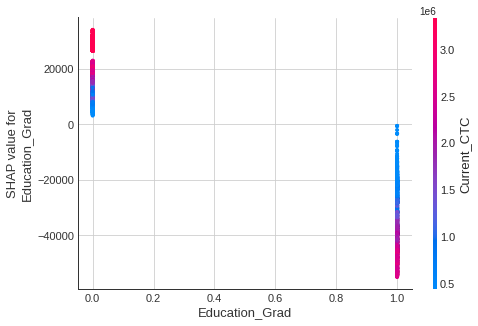 1e6
20000
0
−20000
−40000
SHAP value for
Education_Grad
0.0 0.2 0.4 0.6 0.8 1.0
Education_Grad
3.0
2.5
2.0
1.5
1.0
0.5
Current_CTC